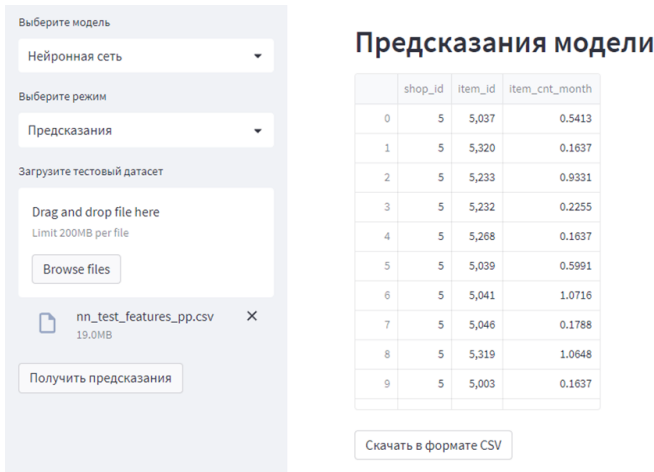 Выберите модель
Нейронная сеть
Выберите режим
Предсказания
Загрузите тестовый датасет
Drag and drop file here
Limit 200MB per file
Browse files
nn_test_features_pp.csv
19.0MB
Получить предсказания
Предсказания модели
shop_id item_id item_cnt_month
0 5 5,037 0.5413
1 5 5,320 0.1637
2 5 5,233 0.9331
3 5 5,232 0.2255
4 5 5,268 0.1637
5 5 5,039 0.5991
6 5 5,041 1.0716
7 5 5,046 0.1788
8 5 5,319 1.0648
9 5 5,003 0.1637
Скачать в формате CSV